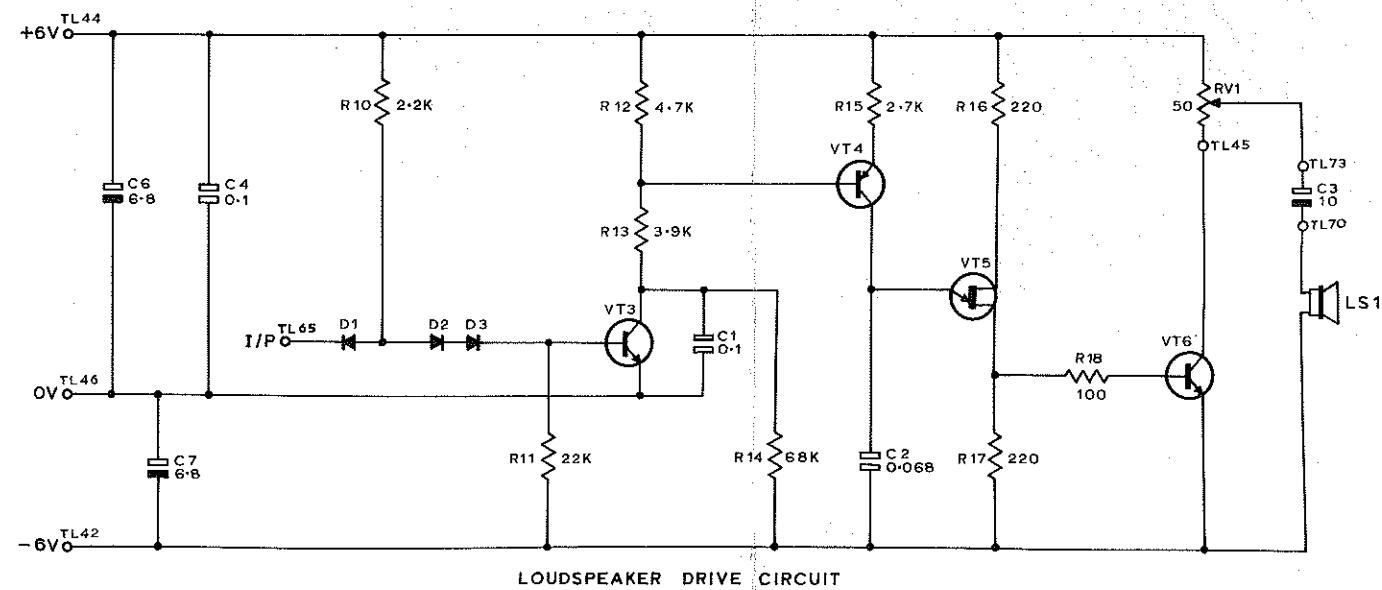 +6V TL44
R10 2·2K
R12 4·7K
R15 2·7K
R16 220
RV1
50
TL45
VT4
C6
6·8
C4
0·1
TL73
C3
10
TL70
R13 3·9K
VT5
LS1
VT3
I/P TL65 D1 D2 D3
C1
0·1
VT6
R18
100
0V TL46
C7
6·8
R11 22K
R14 68K
C2
0·068
R17 220
-6V TL42
LOUDSPEAKER DRIVE CIRCUIT